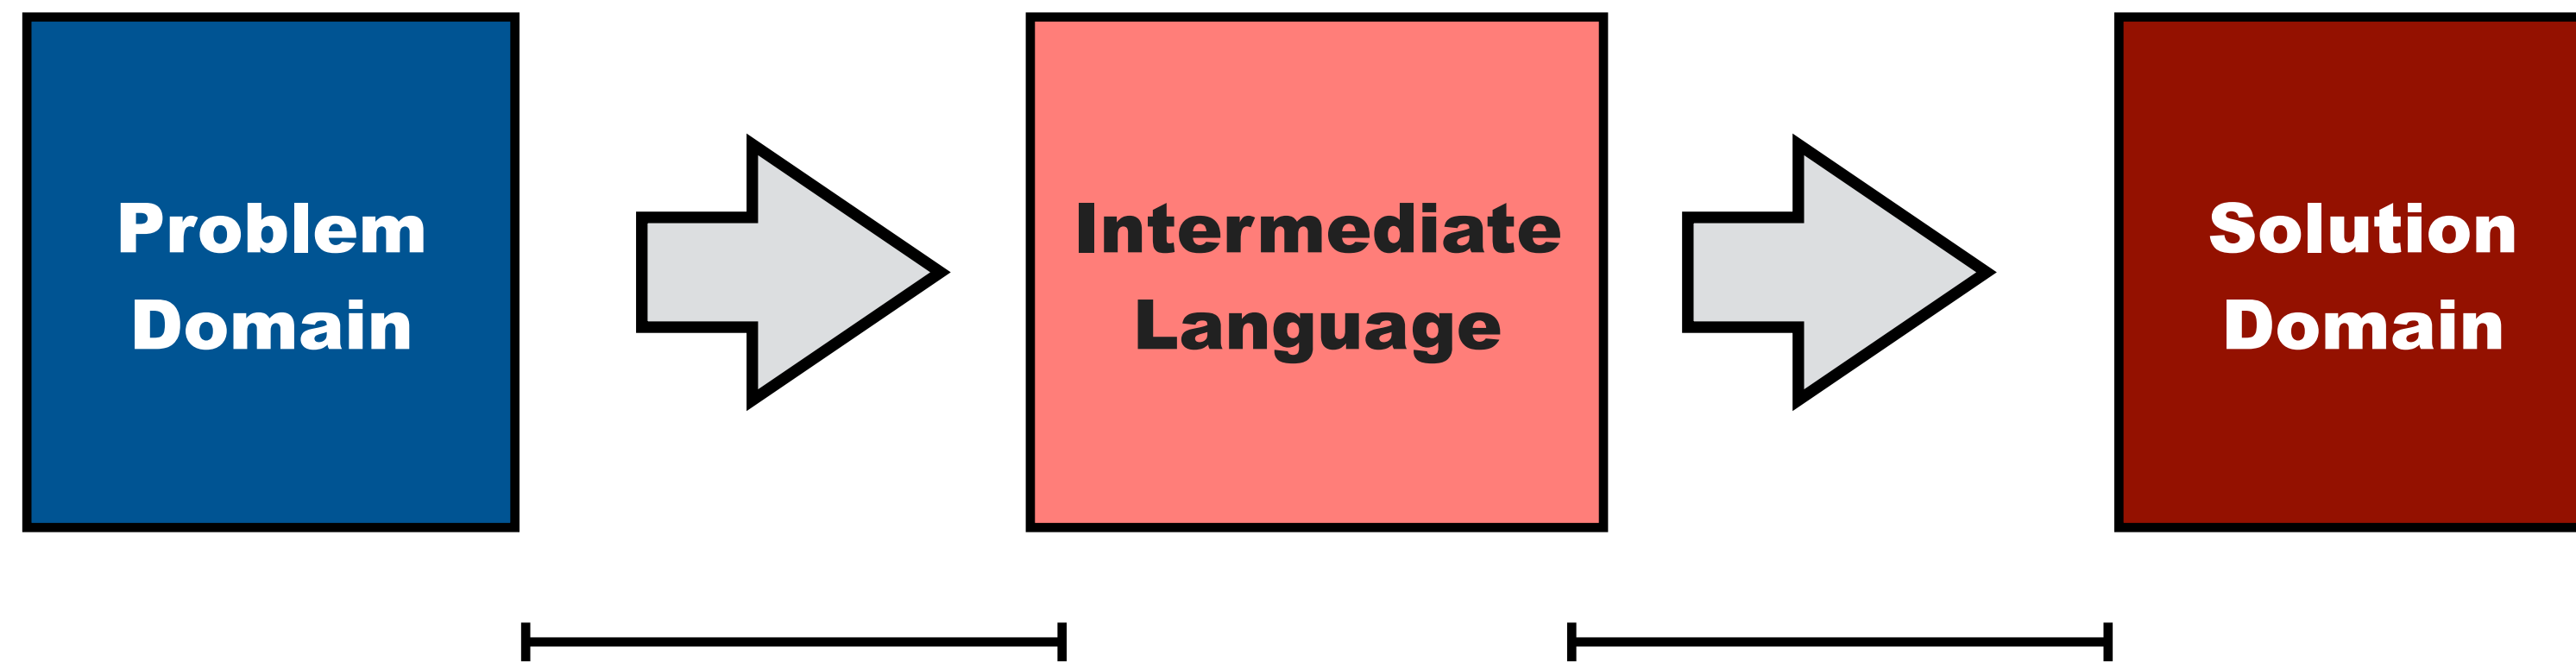 Problem
Domain
Intermediate
Language
Solution
Domain